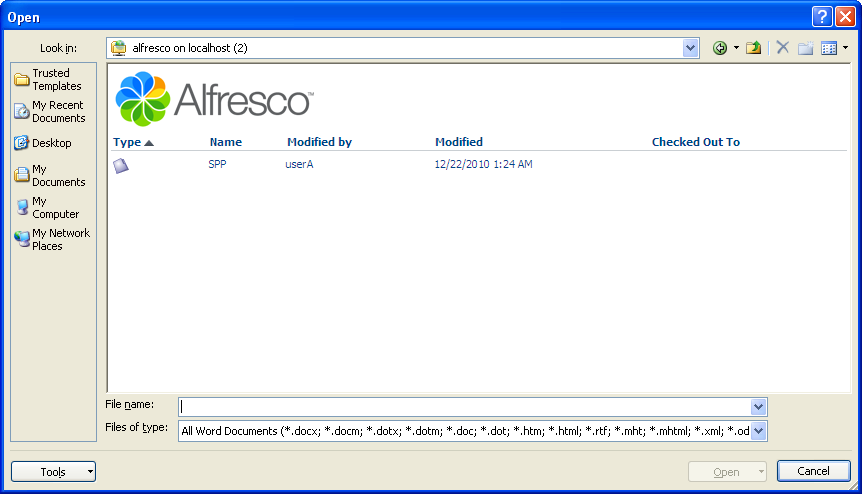 Open
Look in: alfresco on localhost (2)
Trusted Templates
My Recent Documents
Desktop
My Documents
My Computer
My Network Places
Alfresco™
Type Name Modified by Modified Checked Out To
SPP userA 12/22/2010 1:24 AM
File name:
Files of type: All Word Documents (*.docx; *.docm; *.dotx; *.dotm; *.doc; *.dot; *.htm; *.html; *.rtf; *.mht; *.mhtml; *.xml; *.od
Tools Open Cancel